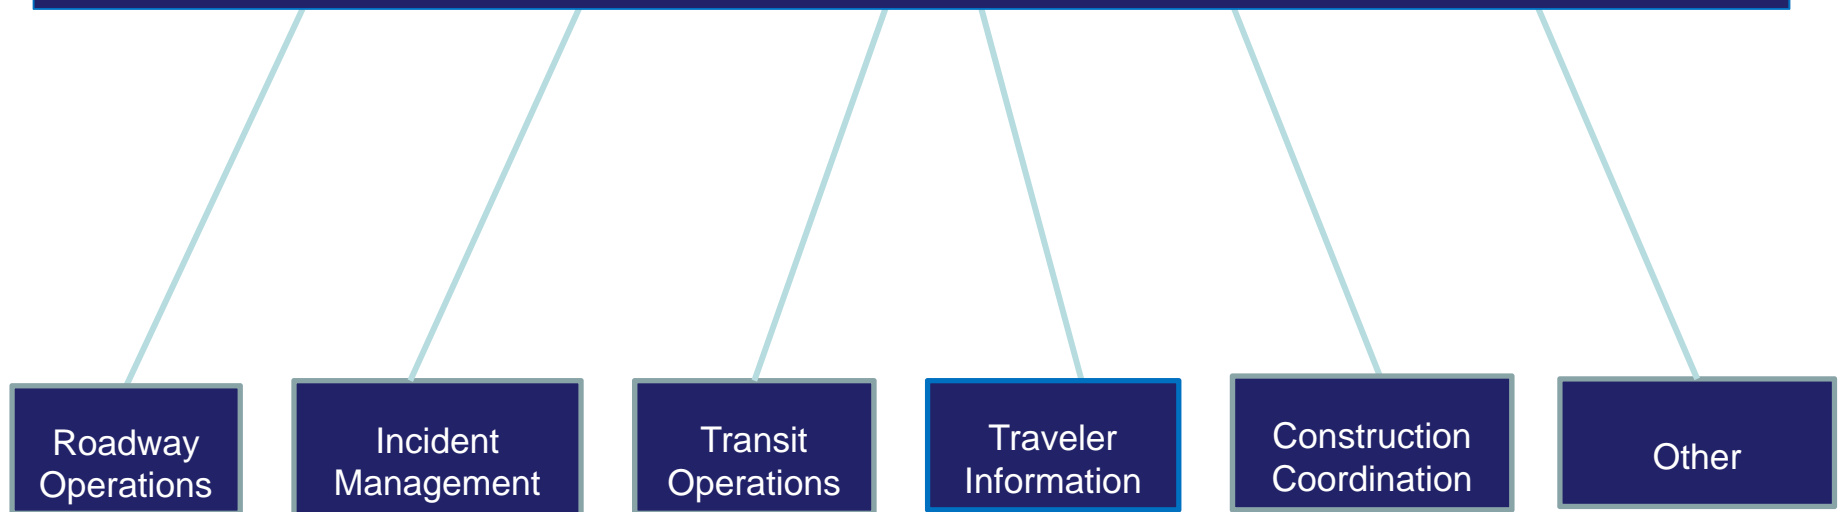 Roadway
Operations
Incident
Management
Transit
Operations
Traveler
Information
Construction
Coordination
Other